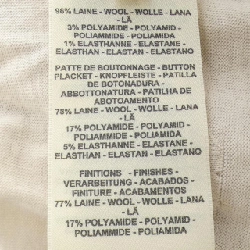 96% LAINE - WOOL - WOLLE - LANA -
LÃ
3% POLYAMIDE - POLYAMID -
POLIAMMIDE - POLIAMIDA
1% ELASTHANNE - ELASTANE -
ELASTHAN - ELASTAN - ELASTANO
PATTE DE BOUTONNAGE - BUTTON
PLACKET - KNOPFLEISTE - PATILLA
DE BOTONADURA -
ABBOTTONATURA - PATILHA DE
ABOTOAMENTO
78% LAINE - WOOL - WOLLE - LANA -
LÃ
17% POLYAMIDE - POLYAMID -
POLIAMMIDE - POLIAMIDA
5% ELASTHANNE - ELASTANE -
ELASTHAN - ELASTAN - ELASTANO
FINITIONS - FINISHES -
VERARBEITUNG - ACABADOS -
FINITURE - ACABAMENTOS
77% LAINE - WOOL - WOLLE - LANA -
LÃ
17% POLYAMIDE - POLYAMID -
POLIAMMIDE - POLIAMIDA